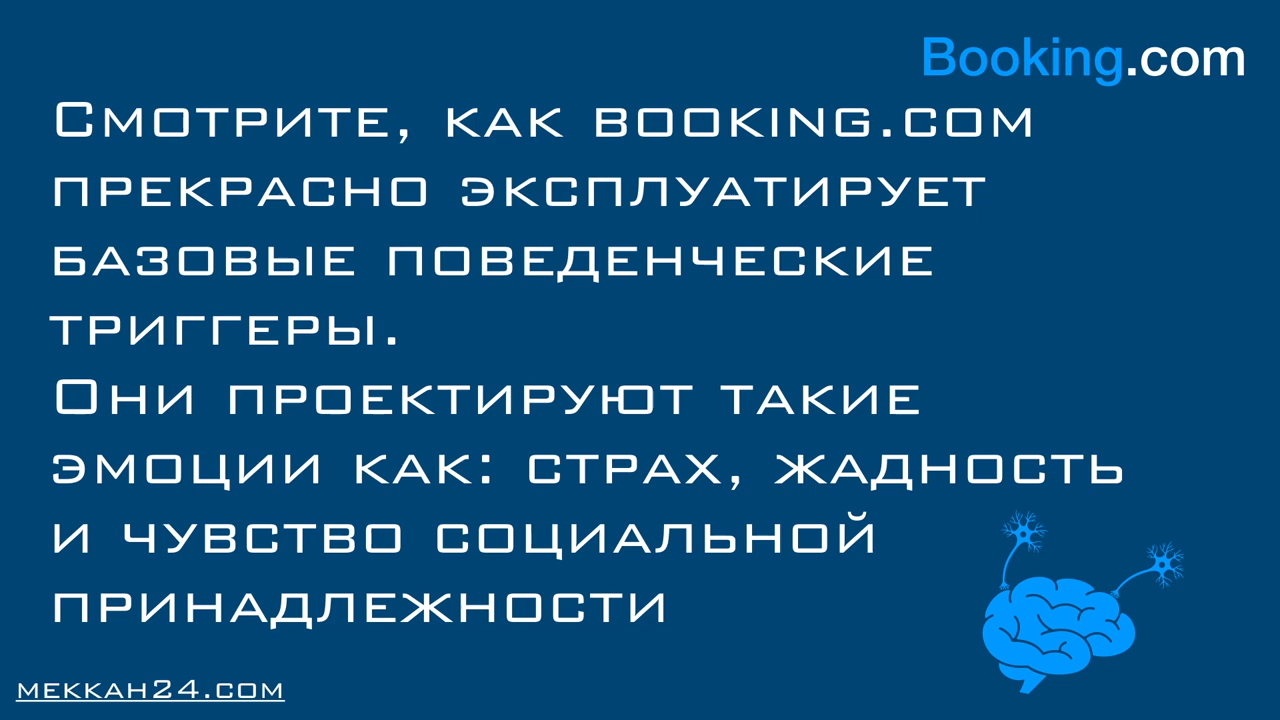 Booking.com
Смотрите, как booking.com
прекрасно эксплуатирует
базовые поведенческие
триггеры.
Они проектируют такие
эмоции как: страх, жадность
и чувство социальной
принадлежности
меккан24.com